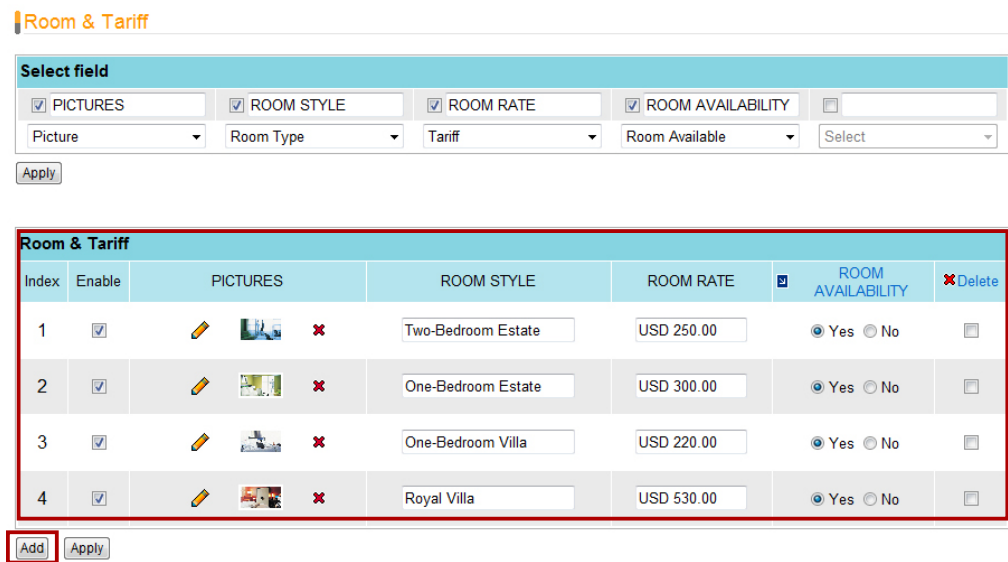 Room & Tariff
Select field
PICTURES ROOM STYLE ROOM RATE ROOM AVAILABILITY
Picture Room Type Tariff Room Available Select
Apply
Room & Tariff
Index Enable PICTURES ROOM STYLE ROOM RATE ROOM AVAILABILITY Delete
1 Two-Bedroom Estate USD 250.00 Yes No
2 One-Bedroom Estate USD 300.00 Yes No
3 One-Bedroom Villa USD 220.00 Yes No
4 Royal Villa USD 530.00 Yes No
Add Apply